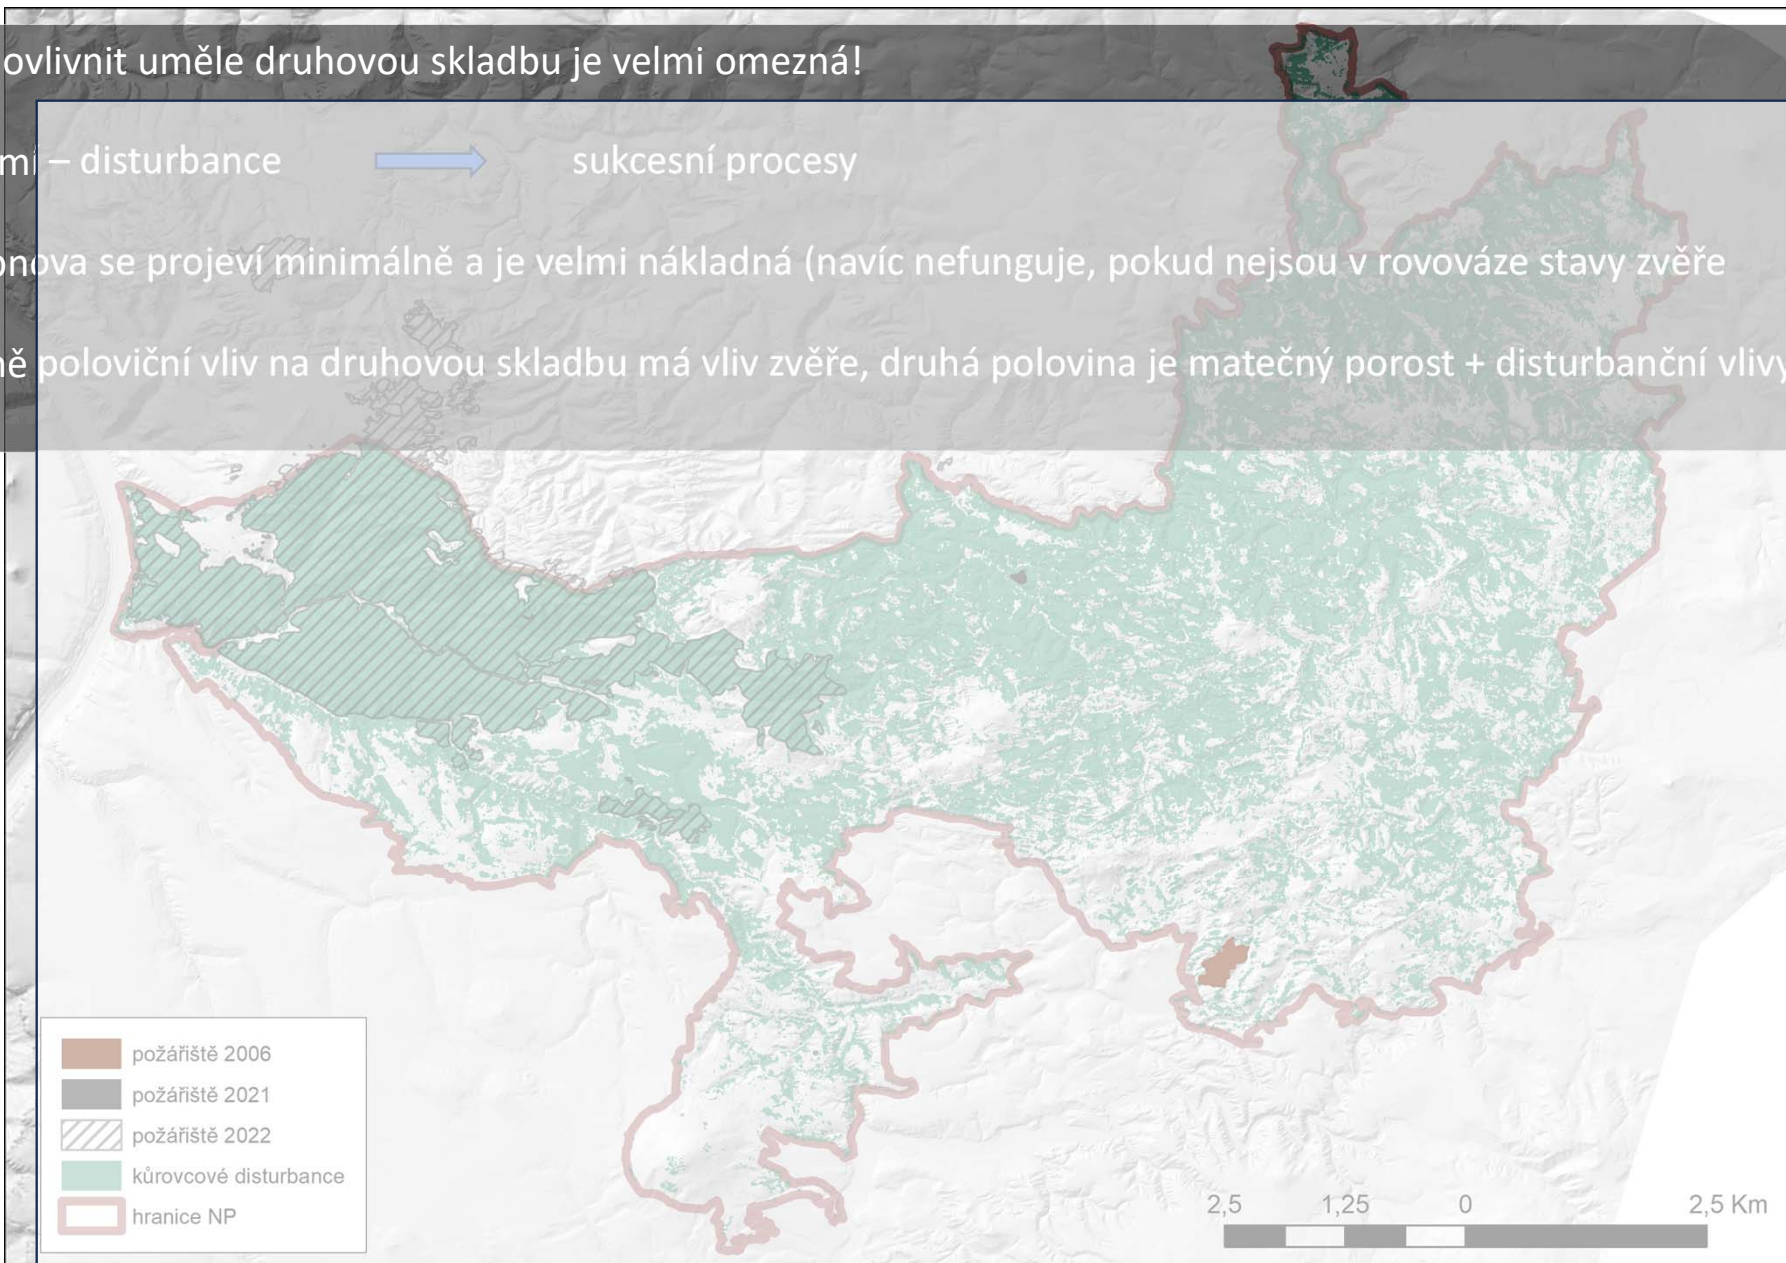 ovlivnit uměle druhovou skladbu je velmi omezná!
mí – disturbance sukcesní procesy
nova se projeví minimálně a je velmi nákladná (navíc nefunguje, pokud nejsou v rovováze stavy zvěře
ně poloviční vliv na druhovou skladbu má vliv zvěře, druhá polovina je matečný porost + disturbanční vlivy
požářiště 2006
požářiště 2021
požářiště 2022
kůrovcové disturbance
hranice NP
2,5 1,25 0 2,5 Km